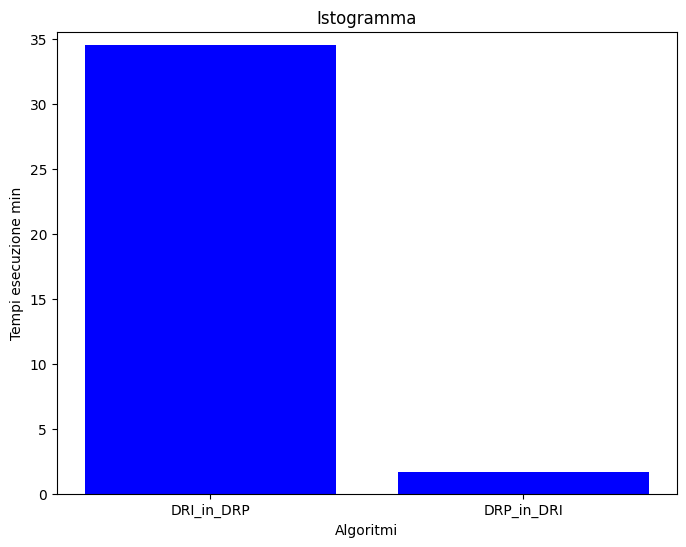 Istogramma
35
30
25
20
15
10
5
0
Tempi esecuzione min
DRI_in_DRP
DRP_in_DRI
Algoritmi